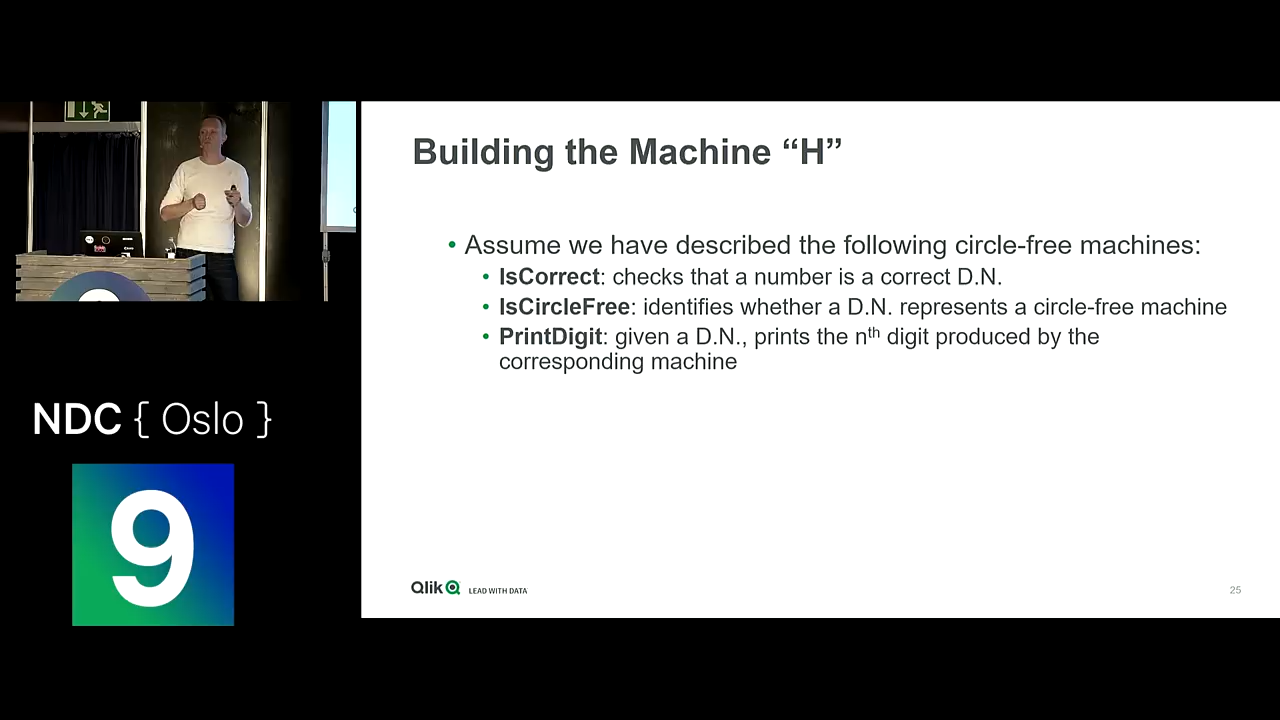 Building the Machine “H”
• Assume we have described the following circle-free machines:
• IsCorrect: checks that a number is a correct D.N.
• IsCircleFree: identifies whether a D.N. represents a circle-free machine
• PrintDigit: given a D.N., prints the nth digit produced by the
corresponding machine
NDC { Oslo }
9
Qlik LEAD WITH DATA
25